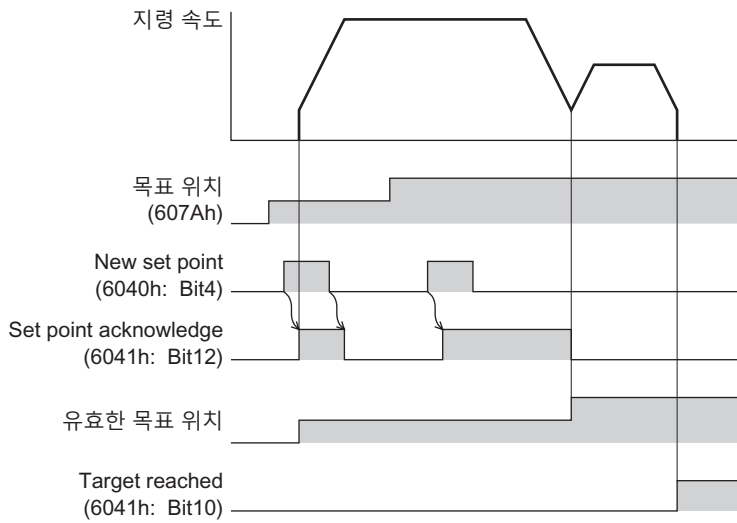 지령 속도
목표 위치
(607Ah)
New set point
(6040h: Bit4)
Set point acknowledge
(6041h: Bit12)
유효한 목표 위치
Target reached
(6041h: Bit10)